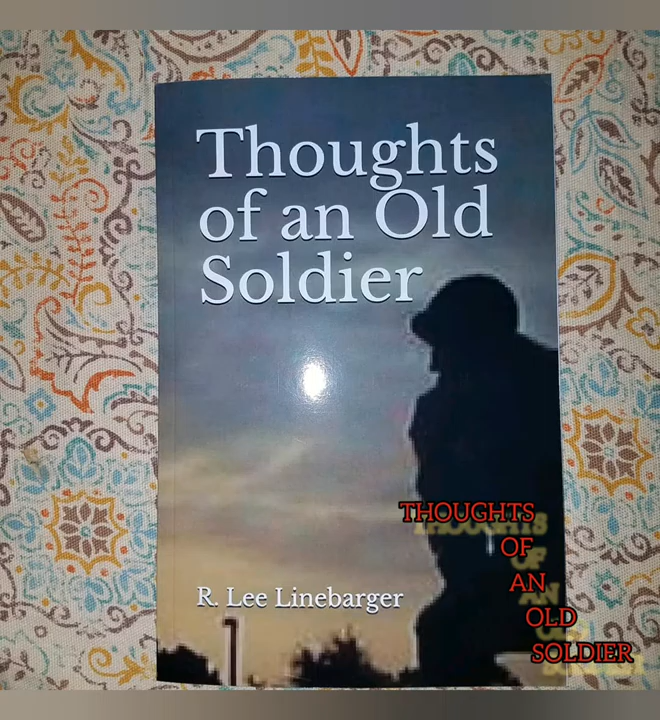 Thoughts
of an Old
Soldier
R. Lee Linebarger
THOUGHTS
OF
AN
OLD
SOLDIER